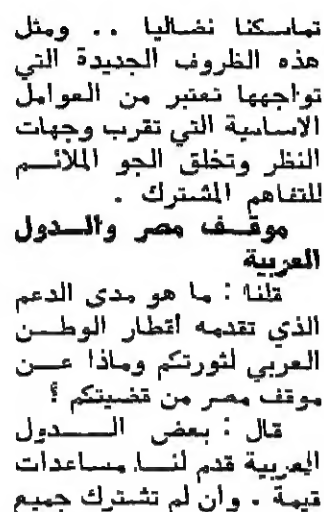 تماسكنا نضاليا .. ومثل
هذه الظروف الجديدة التي
تواجهها تعتبر من العوامل
الاساسية التي تقرب وجهات
النظر وتخلق الجو الملائم
للتفاهم المشترك .
موقف مصر والدول
العربية
قلنا : ما هو مدى الدعم
الذي تقدمه أقطار الوطن
العربي لثورتكم وماذا عن
موقف مصر من قضيتكم ؟
قال : بعض الدول
العربية قدم لنا مساعدات
قيمة . وان لم تشترك جميع